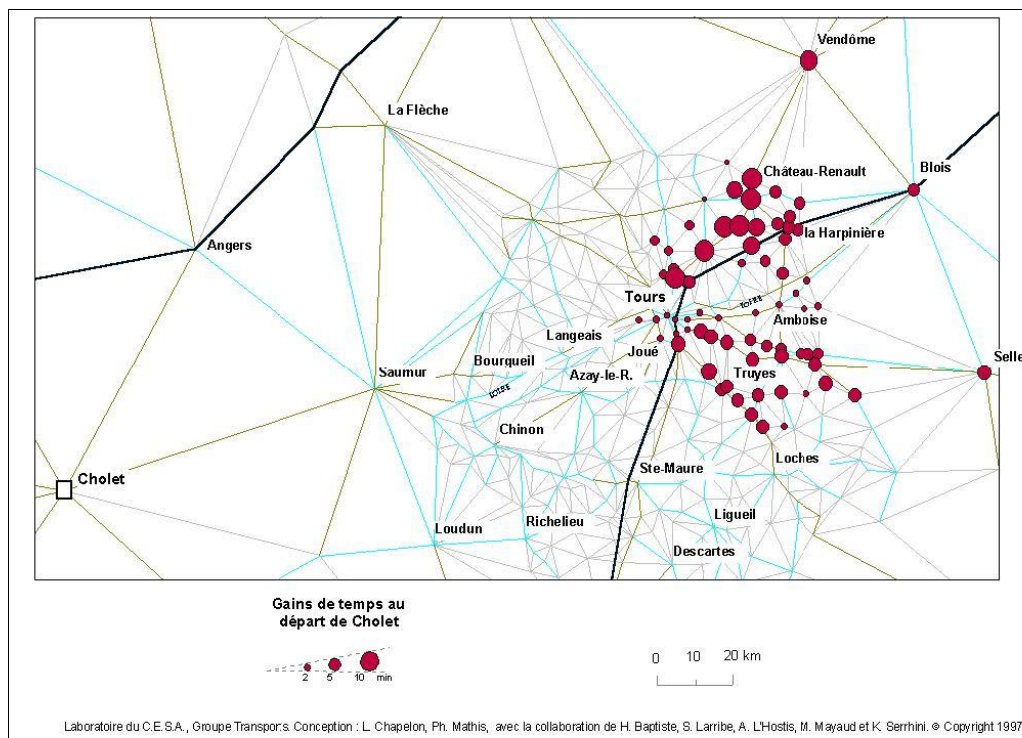 Vendôme
La Flèche
Château-Renault
Blois
la Harpinière
Angers
Tours
LOIRE
Amboise
Langeais
Joué
Bourgueil
Azay-le-R.
Truyes
Selle
Saumur
LOIRE
Chinon
Cholet
Ste-Maure
Loches
Loudun
Richelieu
Ligueil
Descartes
Gains de temps au
départ de Cholet
2 5 10 min
0 10 20 km
Laboratoire du C.E.S.A., Groupe Transports. Conception : L. Chapelon, Ph. Mathis, avec la collaboration de H. Baptiste, S. Larribe, A. L'Hostis, M. Mayaud et K. Serrhini. © Copyright 1997